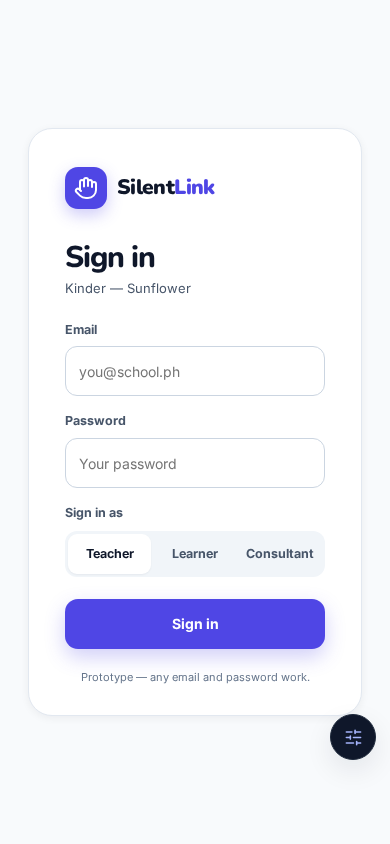 SilentLink
Sign in
Kinder — Sunflower
Email
you@school.ph
Password
Your password
Sign in as
Teacher Learner Consultant
Sign in
Prototype — any email and password work.